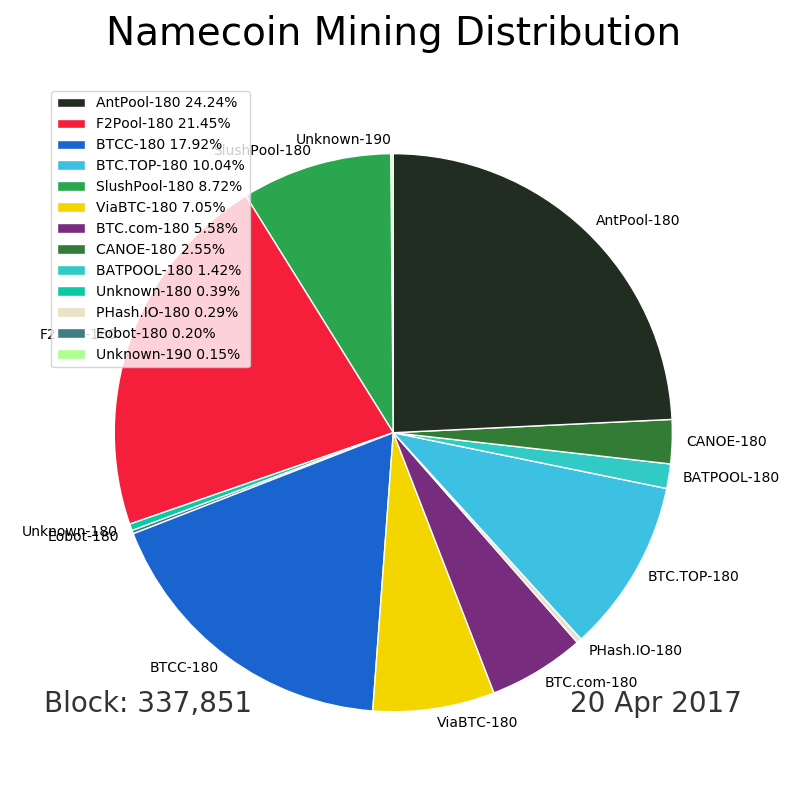 Namecoin Mining Distribution
AntPool-180 24.24%
F2Pool-180 21.45%
BTCC-180 17.92%
BTC.TOP-180 10.04%
SlushPool-180 8.72%
ViaBTC-180 7.05%
BTC.com-180 5.58%
CANOE-180 2.55%
BATPOOL-180 1.42%
Unknown-180 0.39%
PHash.IO-180 0.29%
Eobot-180 0.20%
Unknown-190 0.15%
Unknown-190
SlushPool-180
AntPool-180
CANOE-180
BATPOOL-180
Unknown-180
Eobot-180
BTC.TOP-180
PHash.IO-180
BTCC-180
BTC.com-180
ViaBTC-180
Block: 337,851
20 Apr 2017